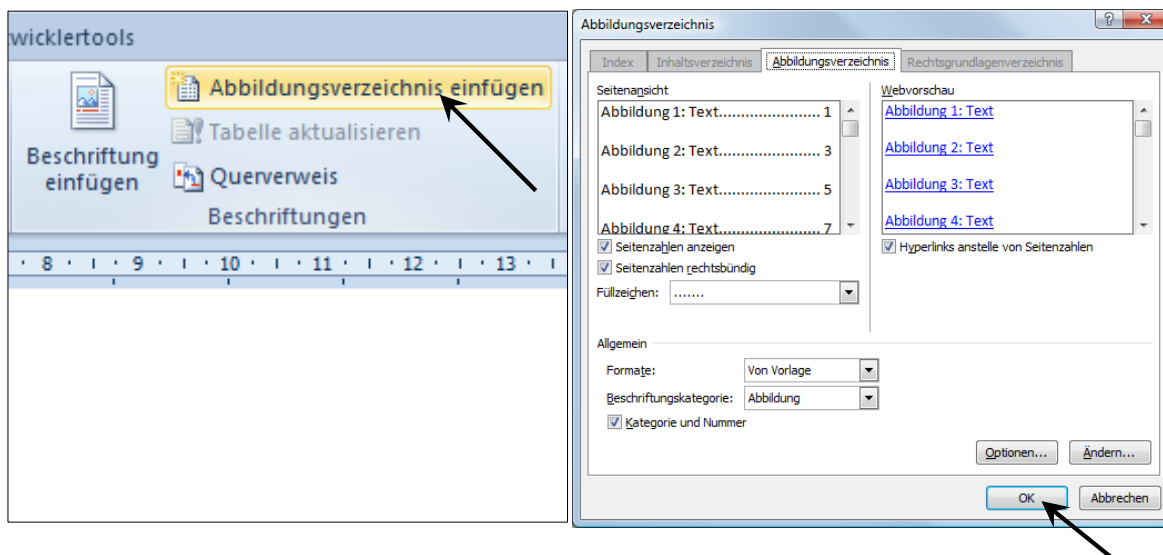 wicklertools
Abbildungsverzeichnis einfügen
Tabelle aktualisieren
Beschriftung
einfügen
Querverweis
Beschriftungen
8 9 10 11 12 13
Abbildungsverzeichnis
Index Inhaltsverzeichnis Abbildungsverzeichnis Rechtsgrundlagenverzeichnis
Seitenansicht
Abbildung 1: Text....................... 1
Abbildung 2: Text....................... 3
Abbildung 3: Text....................... 5
Abbildung 4: Text....................... 7
Seitenzahlen anzeigen
Seitenzahlen rechtsbündig
Füllzeichen: .......
Webvorschau
Abbildung 1: Text
Abbildung 2: Text
Abbildung 3: Text
Abbildung 4: Text
Hyperlinks anstelle von Seitenzahlen
Allgemein
Formate: Von Vorlage
Beschriftungskategorie: Abbildung
Kategorie und Nummer
Optionen... Ändern...
OK Abbrechen